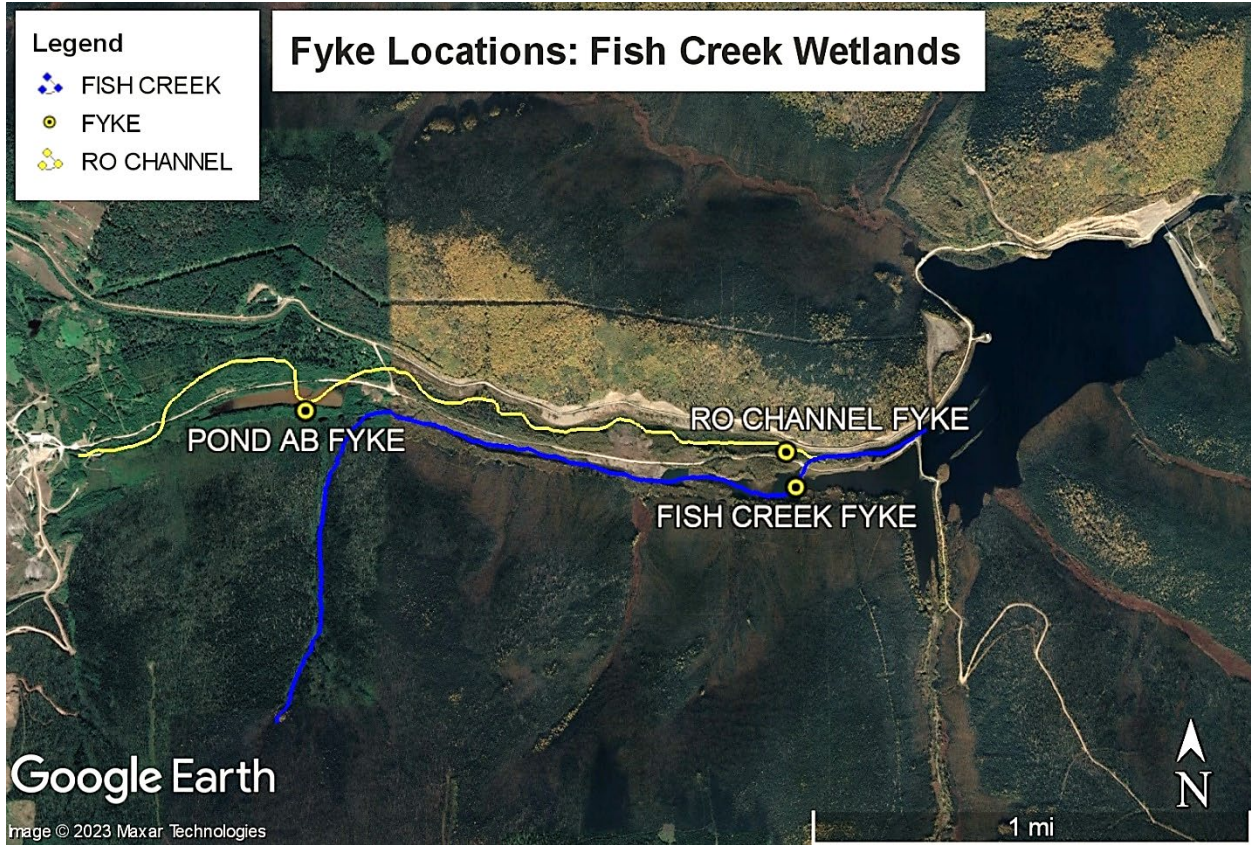 Legend
FISH CREEK
FYKE
RO CHANNEL
Fyke Locations: Fish Creek Wetlands
RO CHANNEL FYKE
POND AB FYKE
FISH CREEK FYKE
Google Earth
N
Image © 2023 Maxar Technologies
1 mi